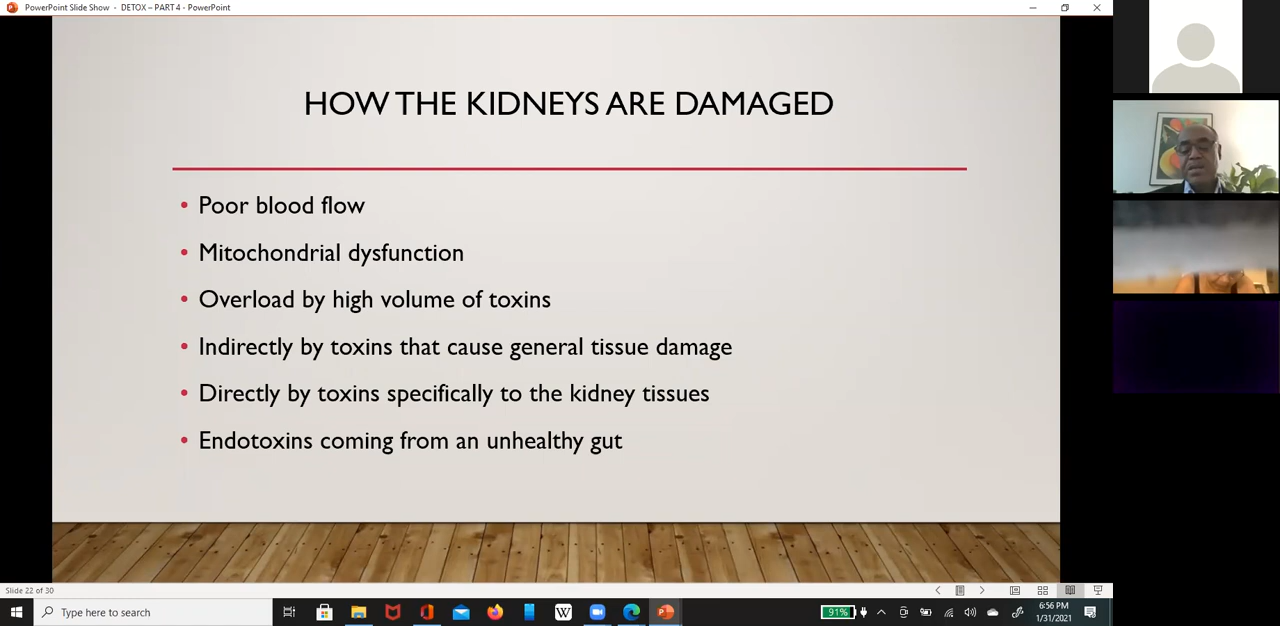 PowerPoint Slide Show - DETOX – PART 4 - PowerPoint
HOW THE KIDNEYS ARE DAMAGED
• Poor blood flow
• Mitochondrial dysfunction
• Overload by high volume of toxins
• Indirectly by toxins that cause general tissue damage
• Directly by toxins specifically to the kidney tissues
• Endotoxins coming from an unhealthy gut
Slide 22 of 30
Type here to search
W
91%
6:56 PM
1/31/2021